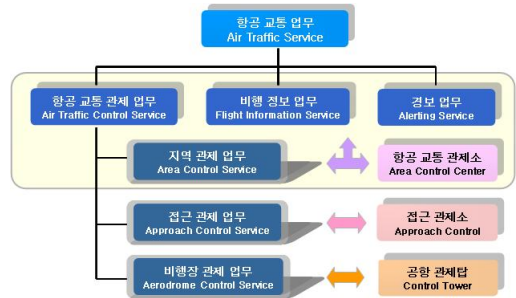 항공 교통 업무
Air Traffic Service
항공 교통 관제 업무
Air Traffic Control Service
비행 정보 업무
Flight Information Service
경보 업무
Alerting Service
지역 관제 업무
Area Control Service
항공 교통 관제소
Area Control Center
접근 관제 업무
Approach Control Service
접근 관제소
Approach Control
비행장 관제 업무
Aerodrome Control Service
공항 관제탑
Control Tower